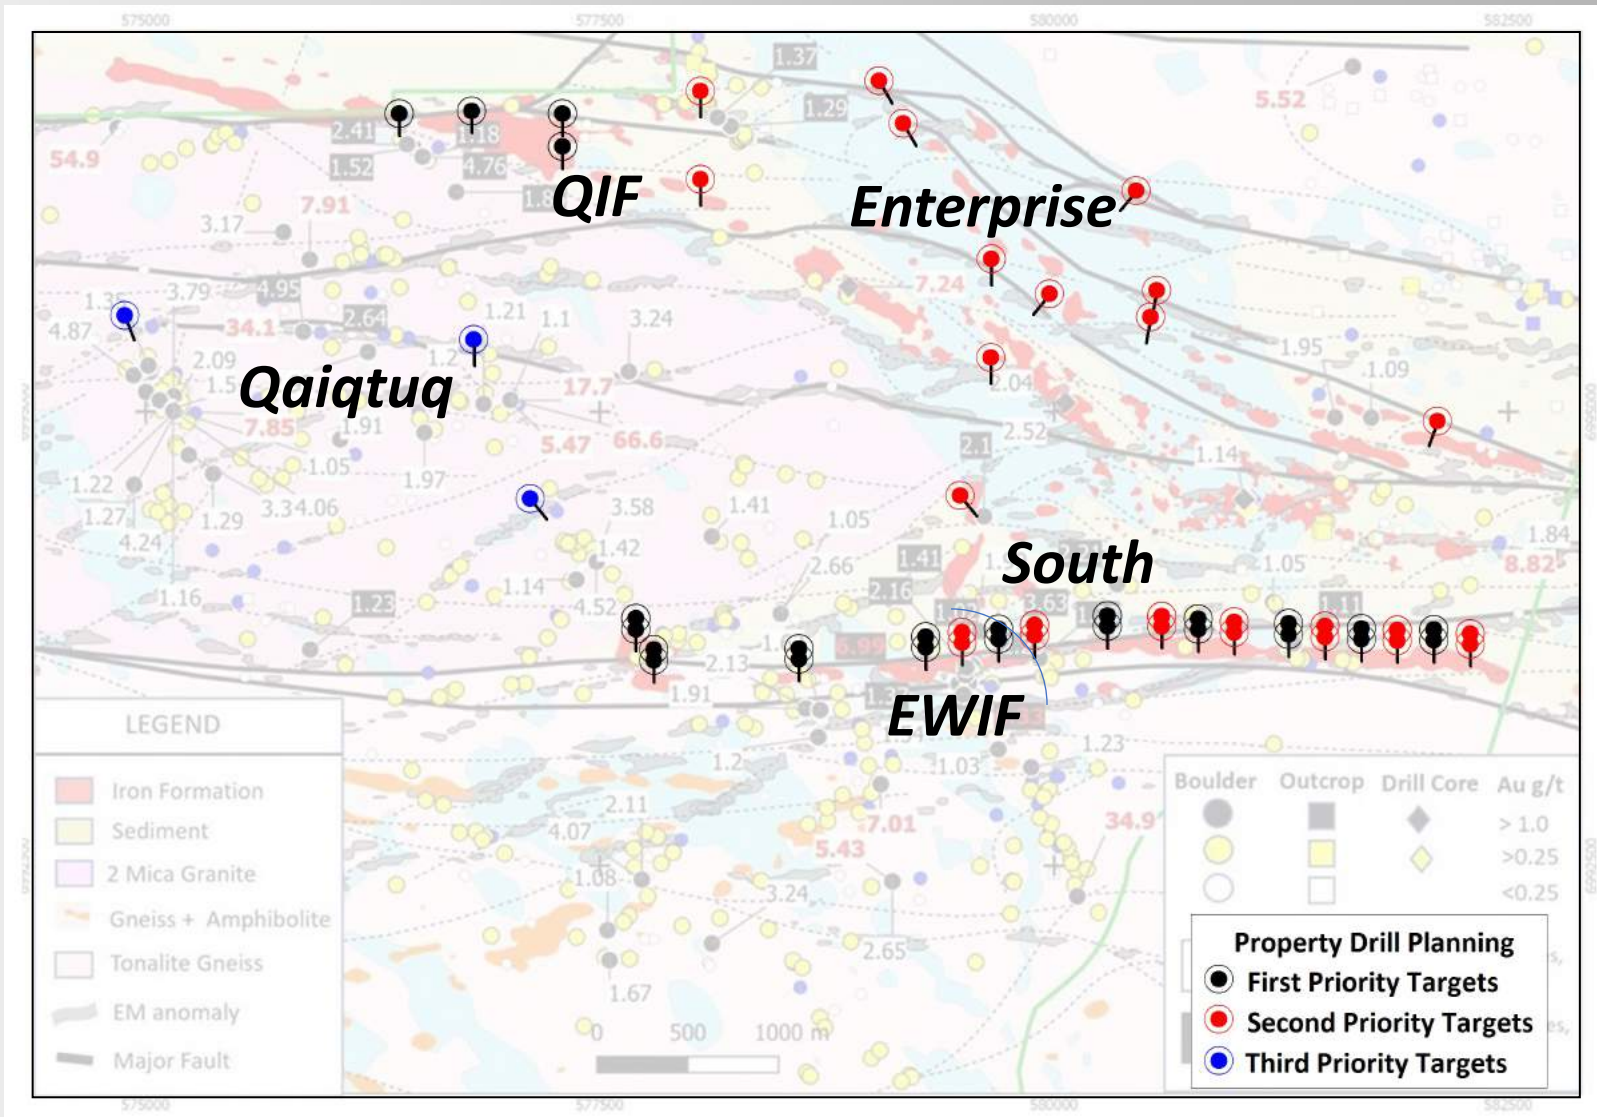 575000 577500 580000 582500
1.37
5.52
1.29
2.41 1.18
54.9 1.52 4.76
QIF
Enterprise
7.91
3.17
7.24
4.95
3.79
2.64 1.21 1.1 3.24
34.1
4.87
1.95
2.09 1.2
1.09
Qaiqtuq
1.5 17.7 2.04
7.85 1.91 5.47 66.6 2.52
2.1
1.05 1.14
1.22 1.97
1.27 1.29 3.34.06 3.58 1.41 1.05
4.24 1.42 1.84
South
1.41 1.05 8.82
2.66
1.16 1.23 1.14 4.52 2.16 3.63 1.11
6.99
2.13
1.91
EWIF
1.23
1.2 1.03
LEGEND
Iron Formation
Sediment
2 Mica Granite
Gneiss + Amphibolite
Tonalite Gneiss
EM anomaly
Major Fault
2.11
4.07 7.01 34.9
5.43
1.08 3.24
2.65
1.67
0 500 1000 m
Boulder Outcrop Drill Core Au g/t
> 1.0
>0.25
<0.25
Property Drill Planning
First Priority Targets
Second Priority Targets
Third Priority Targets
575000 577500 580000 582500
6992500